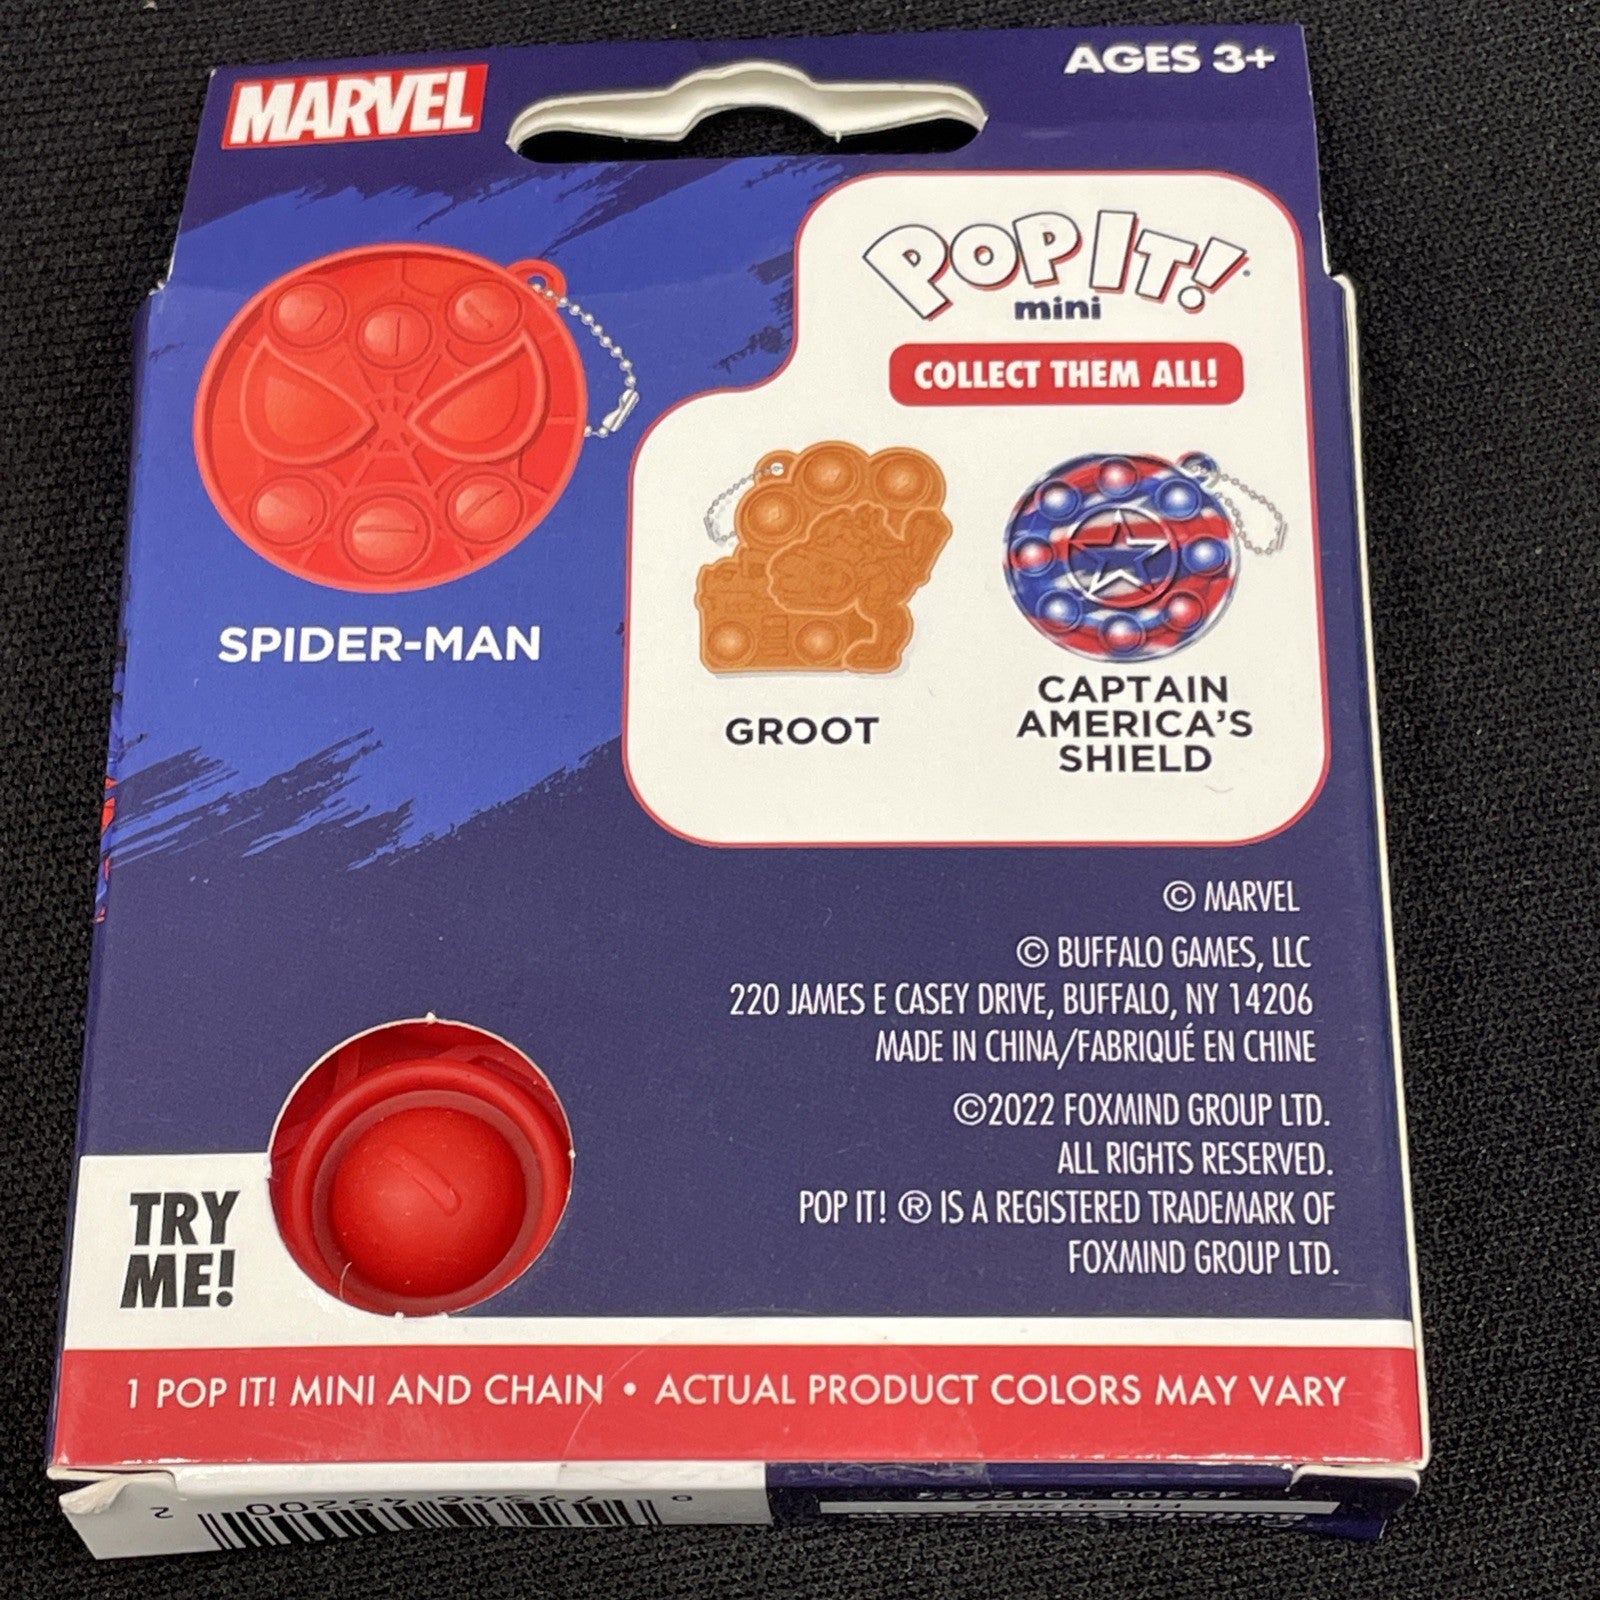 MARVEL
AGES 3+
POP IT!
mini
COLLECT THEM ALL!
SPIDER-MAN
GROOT
CAPTAIN
AMERICA'S
SHIELD
© MARVEL
© BUFFALO GAMES, LLC
220 JAMES E CASEY DRIVE, BUFFALO, NY 14206
MADE IN CHINA/FABRIQUÉ EN CHINE
©2022 FOXMIND GROUP LTD.
ALL RIGHTS RESERVED.
POP IT! ® IS A REGISTERED TRADEMARK OF
FOXMIND GROUP LTD.
TRY
ME!
1 POP IT! MINI AND CHAIN • ACTUAL PRODUCT COLORS MAY VARY